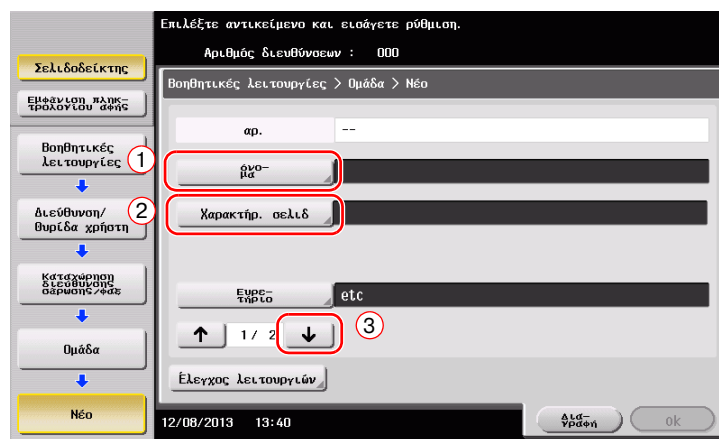 Επιλέξτε αντικείμενο και εισάγετε ρύθμιση.
Αριθμός διευθύνσεων : 000
Σελιδοδείκτης
Εμφάνιση πληκ-
τρολογίου αφής
Βοηθητικές
λειτουργίες
1
Διεύθυνση/
θυρίδα χρήστη
2
Καταχώρηση
διεύθυνσης
σάρωσης/φαξ
Ομάδα
Νέο
Βοηθητικές λειτουργίες > Ομάδα > Νέο
αρ. --
όνο-
μα
Χαρακτήρ. σελιδ
Ευρε-
τήριο
etc
1/ 2
3
Έλεγχος λειτουργιών
12/08/2013 13:40
Δια-
γραφή
ok